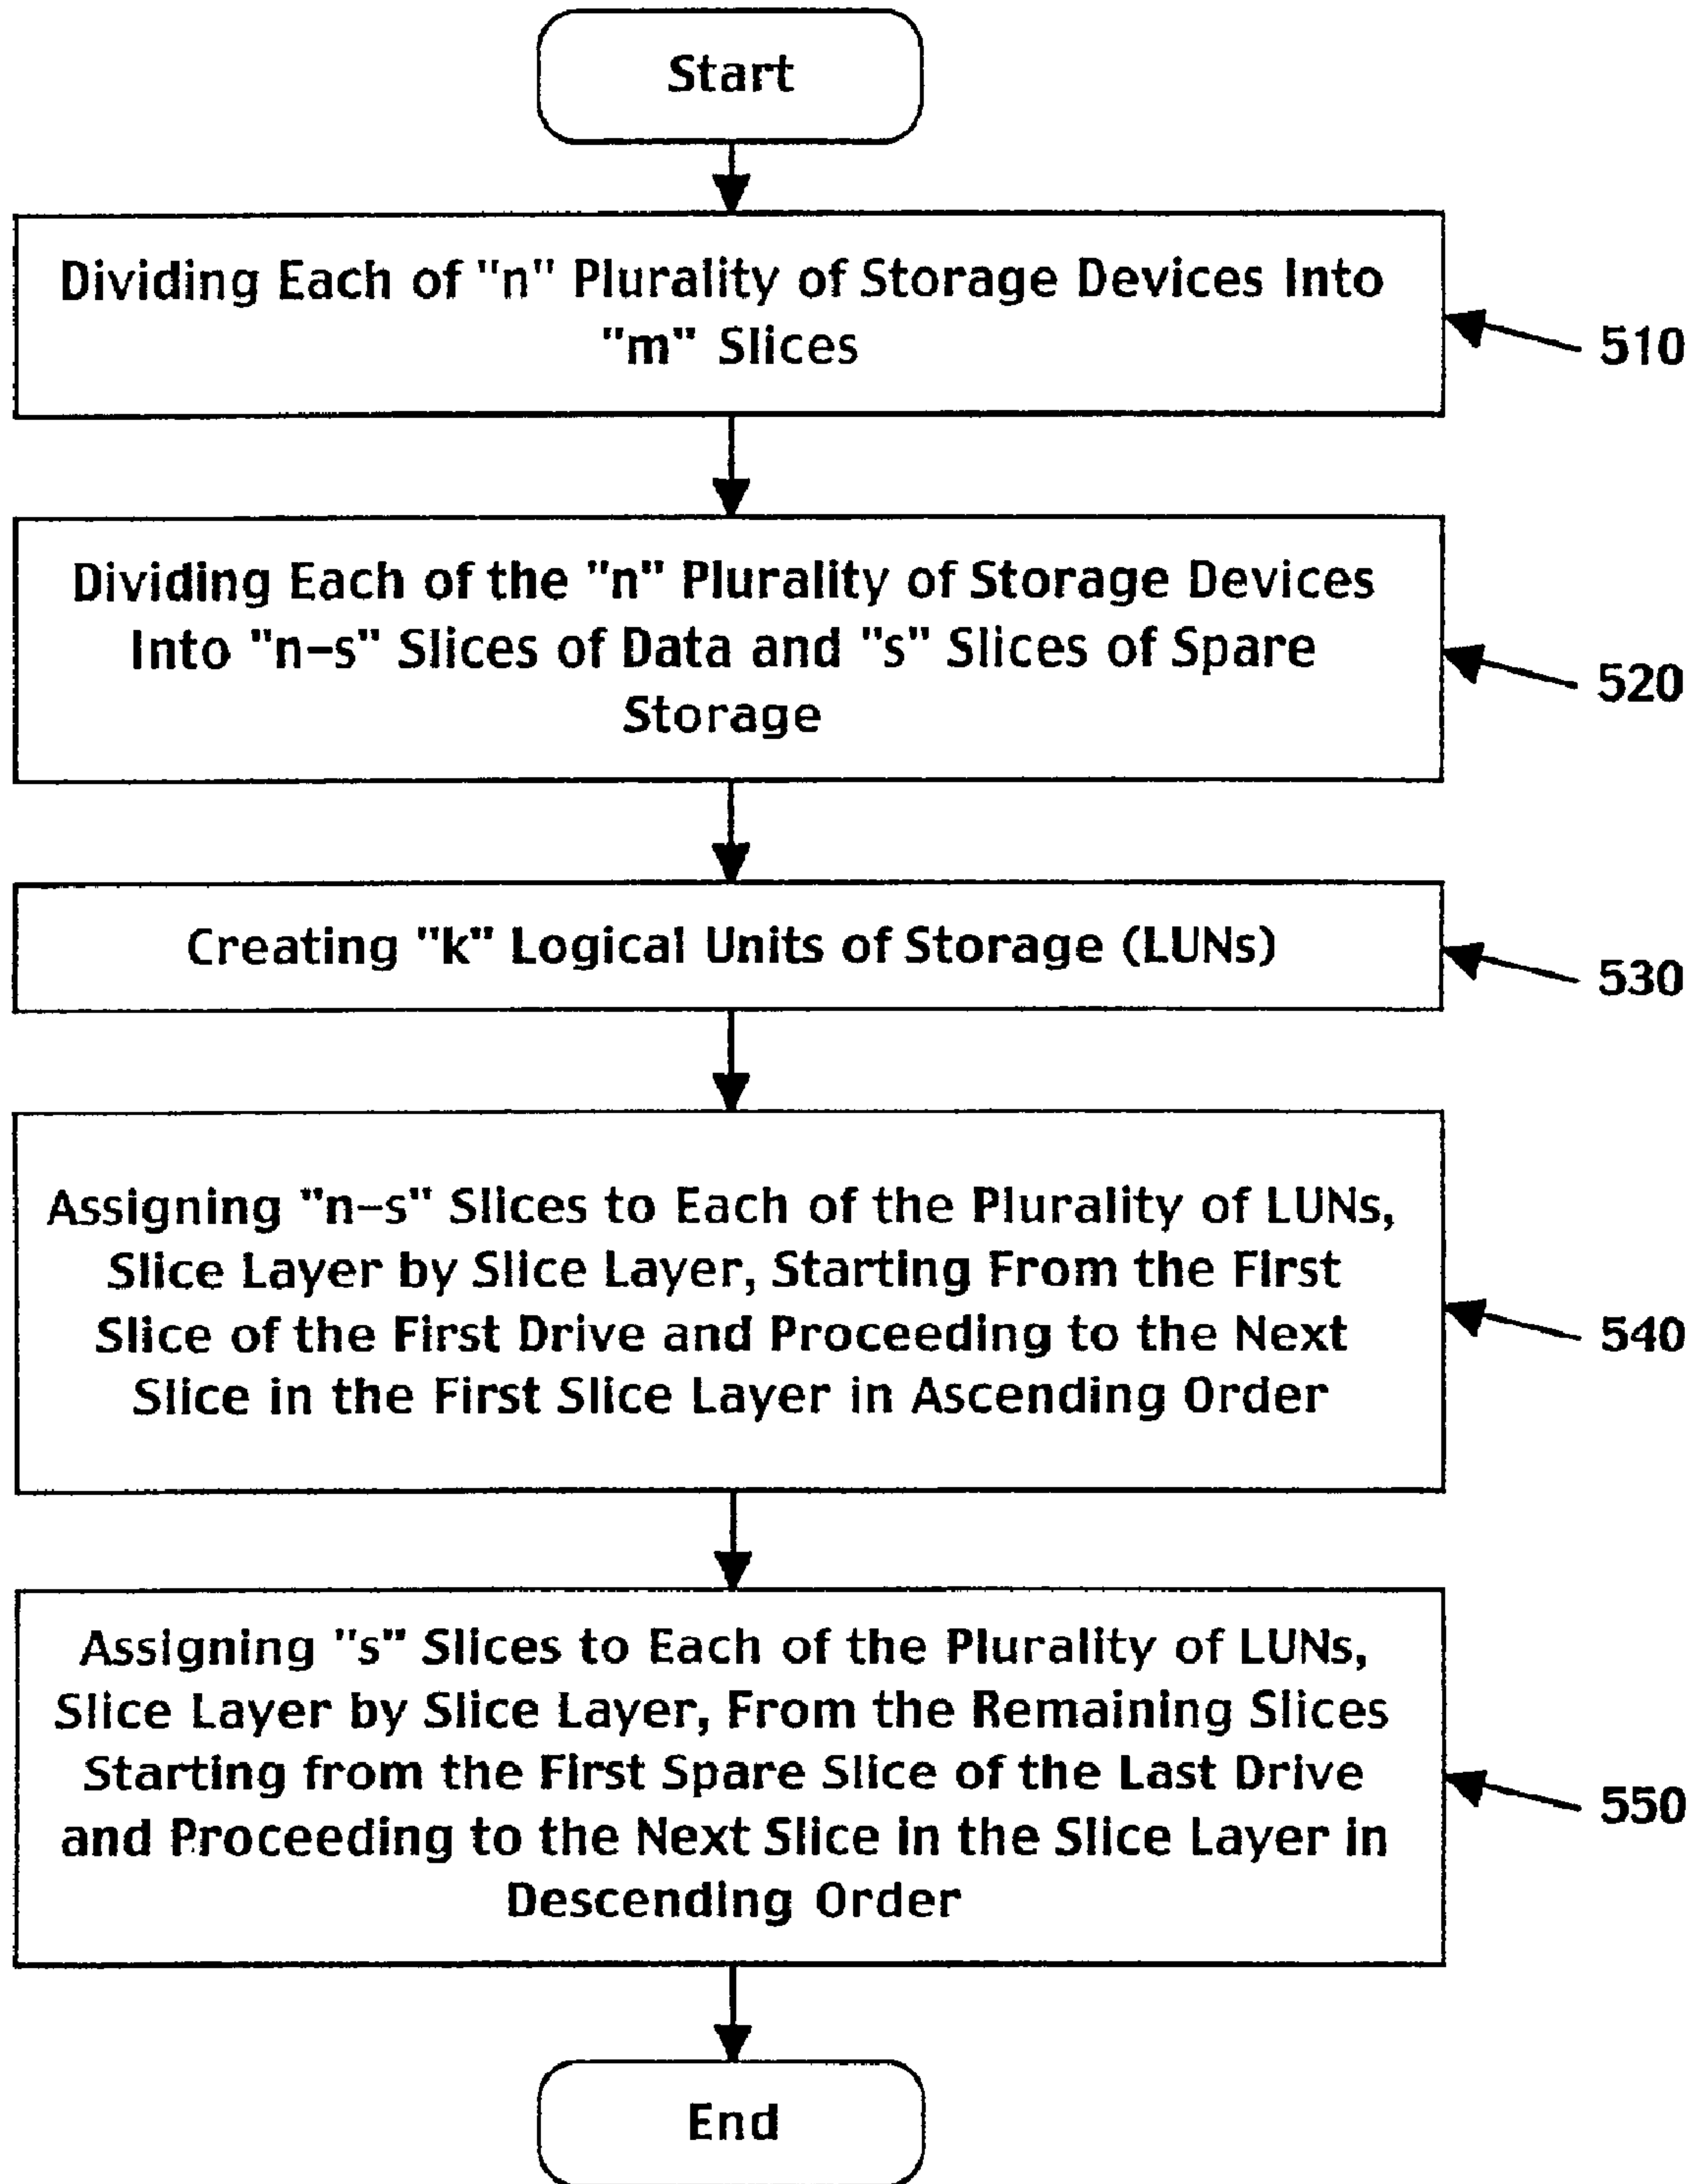 Start
Dividing Each of "n" Plurality of Storage Devices Into
"m" Slices
510
Dividing Each of the "n" Plurality of Storage Devices
Into "n-s" Slices of Data and "s" Slices of Spare
Storage
520
Creating "k" Logical Units of Storage (LUNs)
530
Assigning "n-s" Slices to Each of the Plurality of LUNs,
Slice Layer by Slice Layer, Starting From the First
Slice of the First Drive and Proceeding to the Next
Slice in the First Slice Layer in Ascending Order
540
Assigning "s" Slices to Each of the Plurality of LUNs,
Slice Layer by Slice Layer, From the Remaining Slices
Starting from the First Spare Slice of the Last Drive
and Proceeding to the Next Slice in the Slice Layer in
Descending Order
550
End